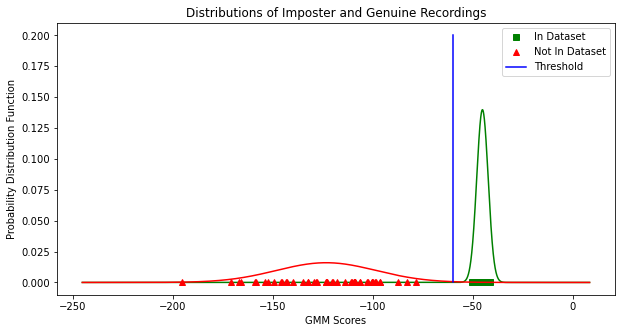 Distributions of Imposter and Genuine Recordings
In Dataset
Not In Dataset
Threshold
Probability Distribution Function
0.200
0.175
0.150
0.125
0.100
0.075
0.050
0.025
0.000
−250
−200
−150
−100
−50
0
GMM Scores